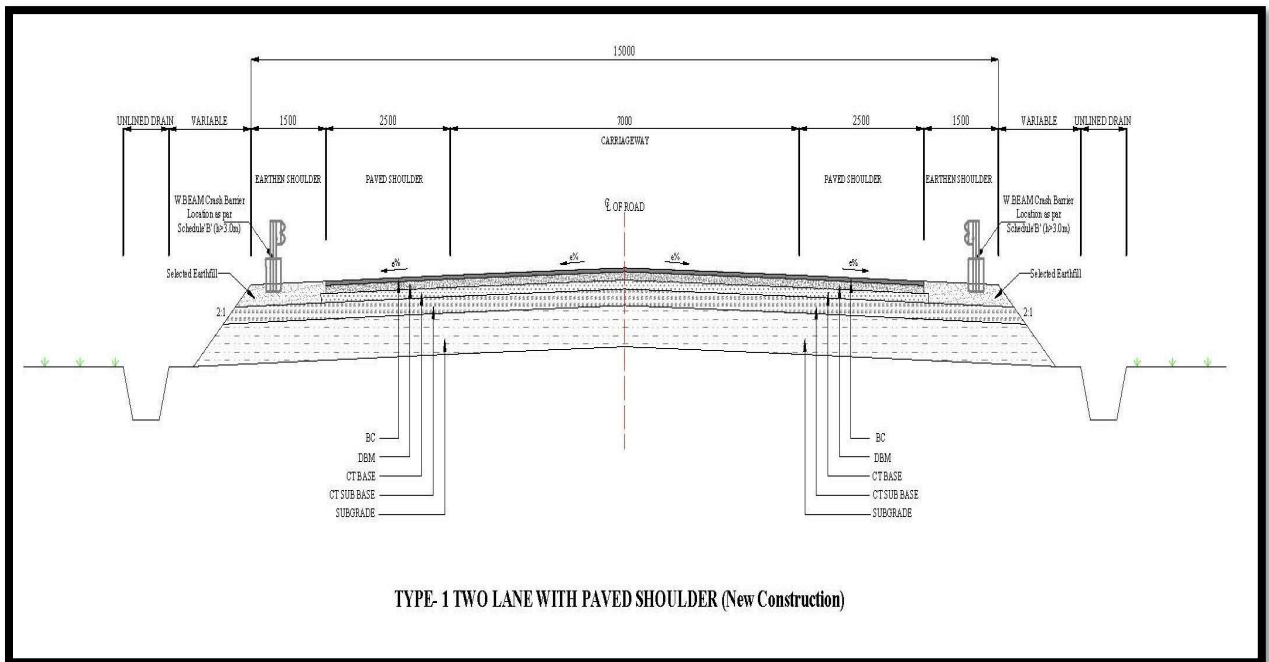 15000
UNLINED DRAIN VARIABLE 1500 2500 7000 2500 1500 VARIABLE UNLINED DRAIN
CARRIAGEWAY
EARTHEN SHOULDER PAVED SHOULDER PAVED SHOULDER EARTHEN SHOULDER
W.BEAM Crash Barrier
Location as par
Schedule'B' (h>3.0m)
W.BEAM Crash Barrier
Location as par
Schedule'B' (h>3.0m)
℄ OF ROAD
e% e% e% e%
Selected Earthfill Selected Earthfill
2:1 2:1
BC BC
DBM DBM
CT BASE CT BASE
CT SUB BASE CT SUB BASE
SUBGRADE SUBGRADE
TYPE- 1 TWO LANE WITH PAVED SHOULDER (New Construction)